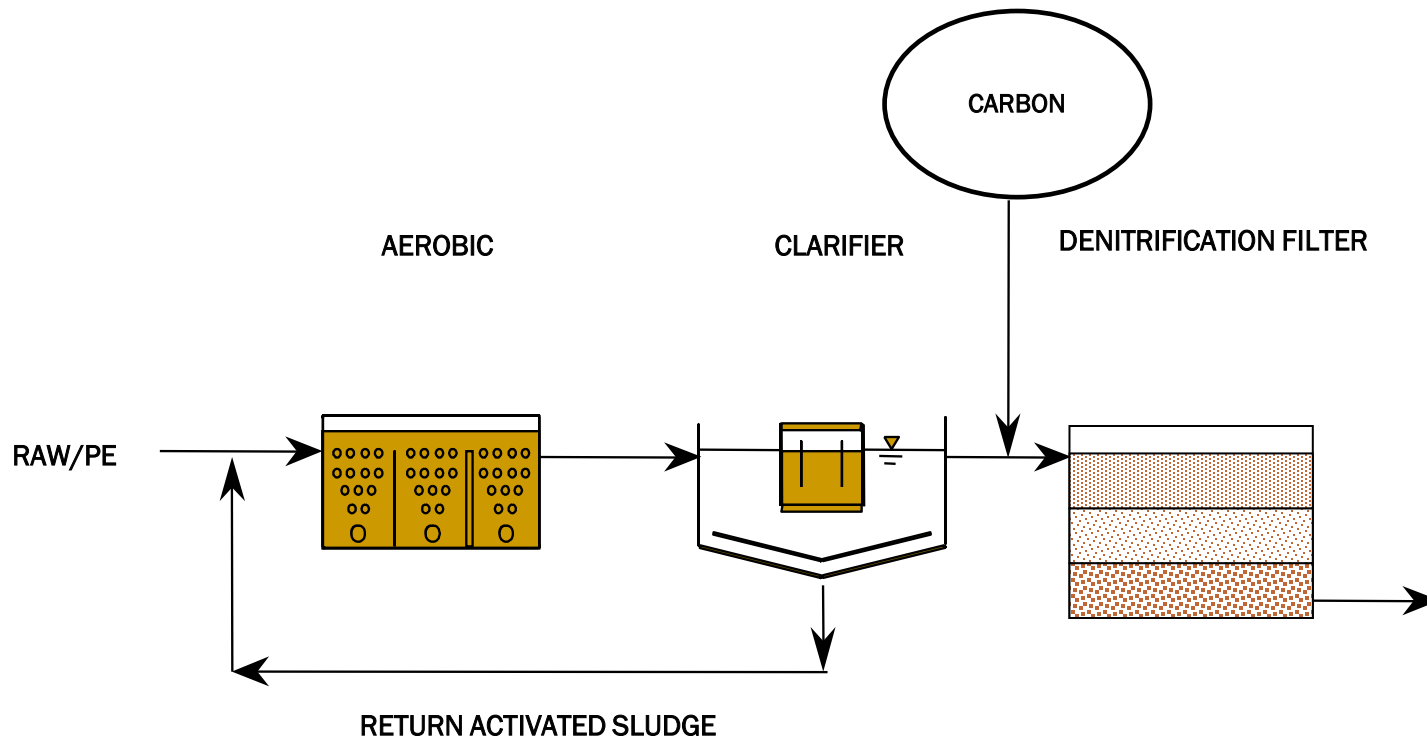 CARBON
AEROBIC
CLARIFIER
DENITRIFICATION FILTER
RAW/PE
RETURN ACTIVATED SLUDGE